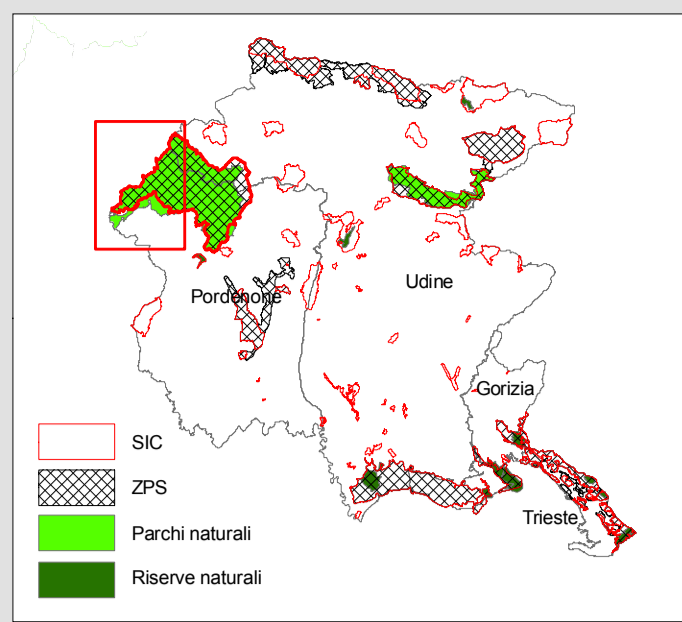 Udine
Pordenone
Gorizia
SIC
ZPS
Trieste
Parchi naturali
Riserve naturali